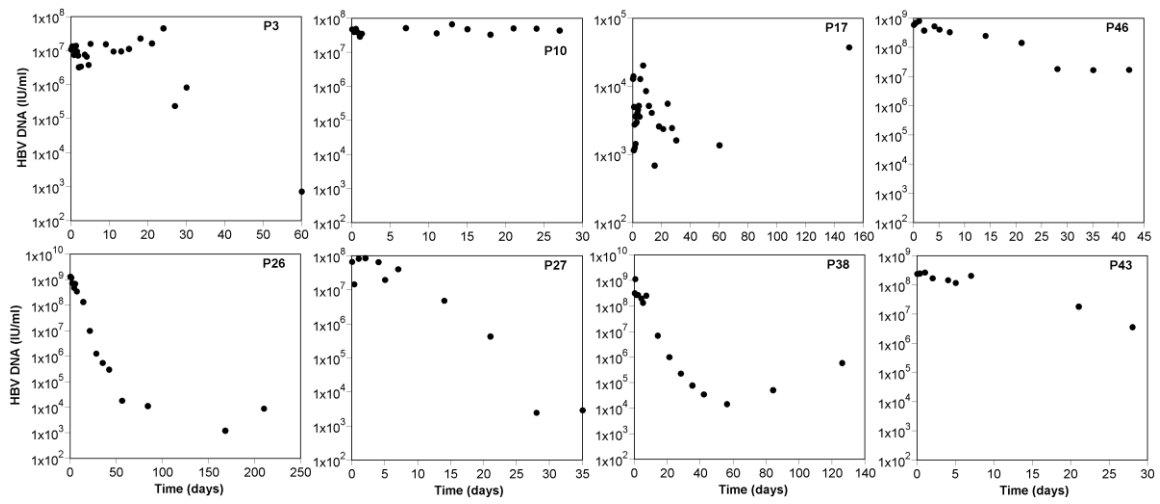 P3
1x10^8
1x10^7
1x10^6
1x10^5
1x10^4
1x10^3
1x10^2
HBV DNA (IU/ml)
0 10 20 30 40 50 60
P10
1x10^8
1x10^7
1x10^6
1x10^5
1x10^4
1x10^3
1x10^2
0 5 10 15 20 25 30
P17
1x10^5
1x10^4
1x10^3
1x10^2
0 20 40 60 80 100 120 140 160
P46
1x10^9
1x10^8
1x10^7
1x10^6
1x10^5
1x10^4
1x10^3
1x10^2
0 5 10 15 20 25 30 35 40 45
P26
1x10^10
1x10^9
1x10^8
1x10^7
1x10^6
1x10^5
1x10^4
1x10^3
1x10^2
HBV DNA (IU/ml)
0 50 100 150 200 250
Time (days)
P27
1x10^8
1x10^7
1x10^6
1x10^5
1x10^4
1x10^3
1x10^2
0 5 10 15 20 25 30 35
Time (days)
P38
1x10^10
1x10^9
1x10^8
1x10^7
1x10^6
1x10^5
1x10^4
1x10^3
1x10^2
0 20 40 60 80 100 120 140
Time (days)
P43
1x10^9
1x10^8
1x10^7
1x10^6
1x10^5
1x10^4
1x10^3
1x10^2
0 5 10 15 20 25 30
Time (days)